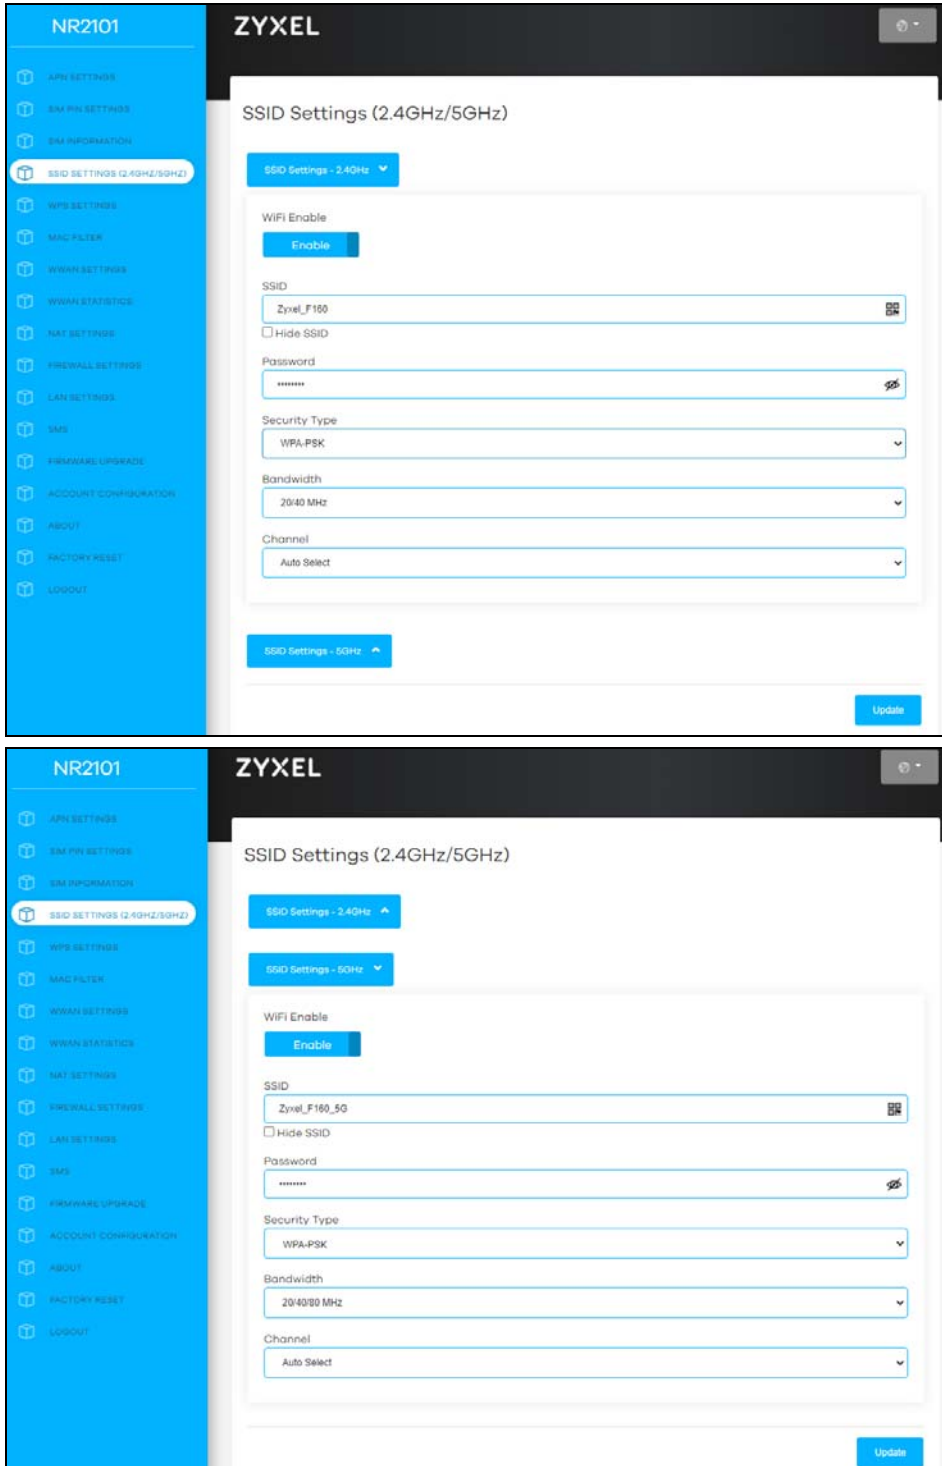 NR2101
ZYXEL
APN SETTINGS
SIM PIN SETTINGS
SIM INFORMATION
SSID SETTINGS (2.4GHZ/5GHZ)
WPS SETTINGS
MAC FILTER
WWAN SETTINGS
WWAN STATISTICS
NAT SETTINGS
FIREWALL SETTINGS
LAN SETTINGS
SMS
FIRMWARE UPGRADE
ACCOUNT CONFIGURATION
ABOUT
FACTORY RESET
LOGOUT
SSID Settings (2.4GHz/5GHz)
SSID Settings - 2.4GHz
WiFi Enable
Enable
SSID
Zyxel_F160
Hide SSID
Password
••••••••
Security Type
WPA-PSK
Bandwidth
20/40 MHz
Channel
Auto Select
SSID Settings - 5GHz
Update
NR2101
ZYXEL
APN SETTINGS
SIM PIN SETTINGS
SIM INFORMATION
SSID SETTINGS (2.4GHZ/5GHZ)
WPS SETTINGS
MAC FILTER
WWAN SETTINGS
WWAN STATISTICS
NAT SETTINGS
FIREWALL SETTINGS
LAN SETTINGS
SMS
FIRMWARE UPGRADE
ACCOUNT CONFIGURATION
ABOUT
FACTORY RESET
LOGOUT
SSID Settings (2.4GHz/5GHz)
SSID Settings - 2.4GHz
SSID Settings - 5GHz
WiFi Enable
Enable
SSID
Zyxel_F160_5G
Hide SSID
Password
••••••••
Security Type
WPA-PSK
Bandwidth
20/40/80 MHz
Channel
Auto Select
Update